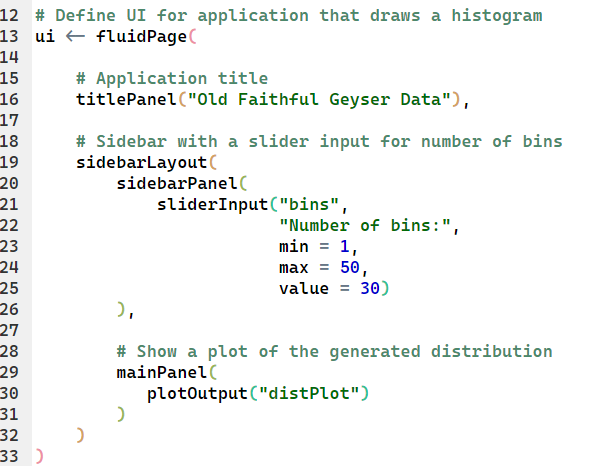 12 # Define UI for application that draws a histogram
13 ui <- fluidPage(
14
15     # Application title
16     titlePanel("Old Faithful Geyser Data"),
17
18     # Sidebar with a slider input for number of bins
19     sidebarLayout(
20         sidebarPanel(
21             sliderInput("bins",
22                         "Number of bins:",
23                         min = 1,
24                         max = 50,
25                         value = 30)
26         ),
27
28         # Show a plot of the generated distribution
29         mainPanel(
30            plotOutput("distPlot")
31         )
32     )
33 )